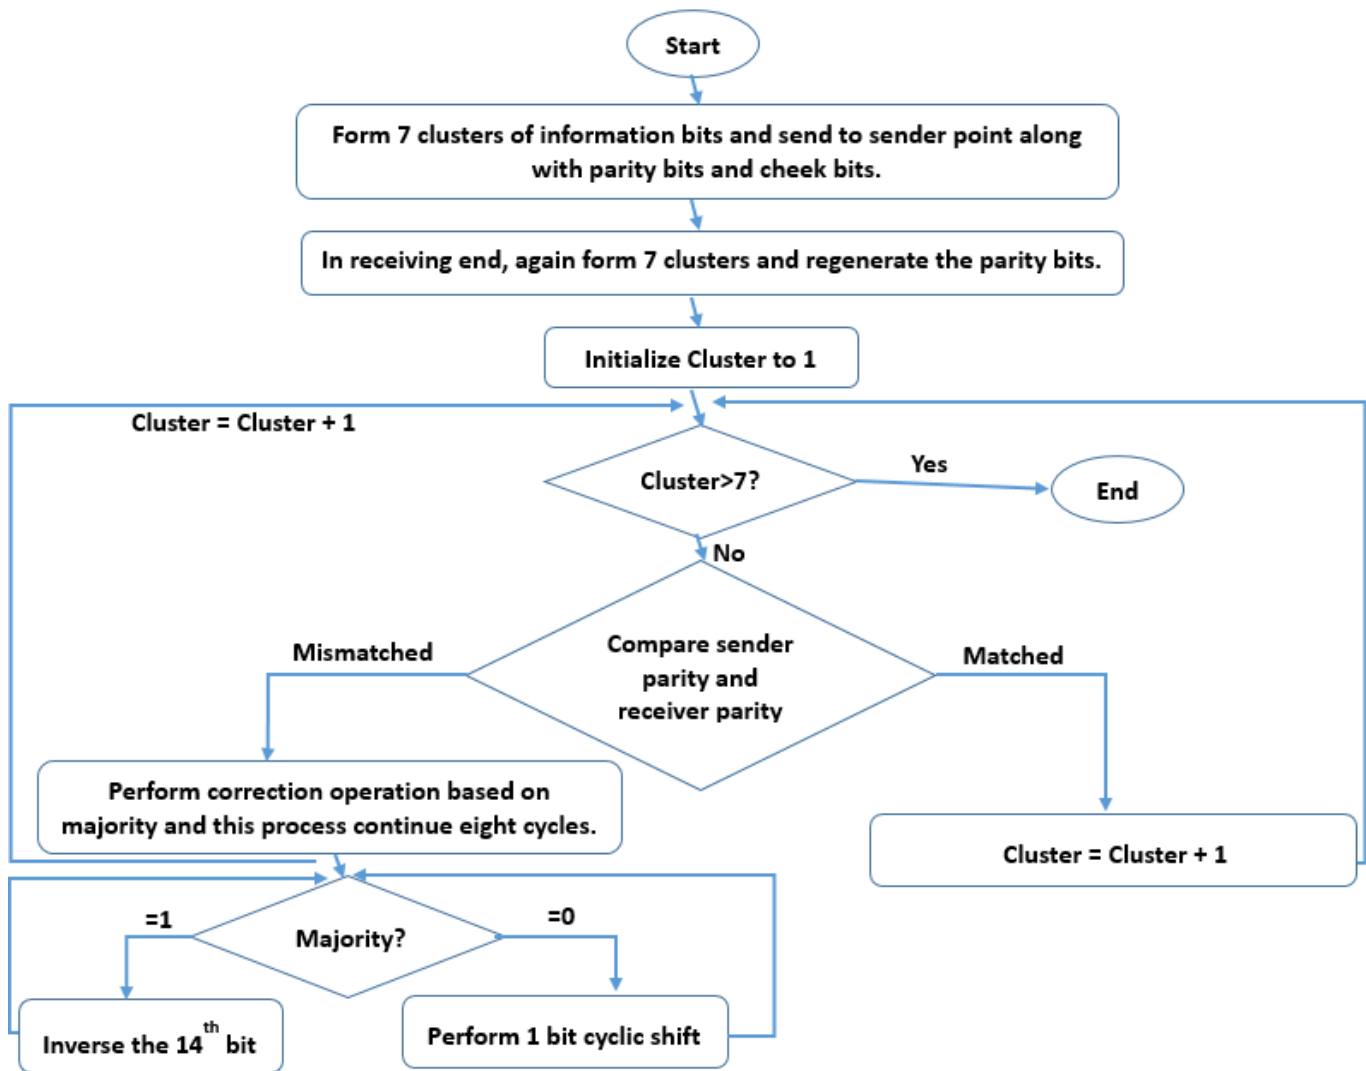 Start
Form 7 clusters of information bits and send to sender point along
with parity bits and cheek bits.
In receiving end, again form 7 clusters and regenerate the parity bits.
Initialize Cluster to 1
Cluster = Cluster + 1
Cluster>7?
Yes
End
No
Compare sender
parity and
receiver parity
Mismatched
Matched
Perform correction operation based on
majority and this process continue eight cycles.
Cluster = Cluster + 1
Majority?
=1
=0
Inverse the 14th bit
Perform 1 bit cyclic shift